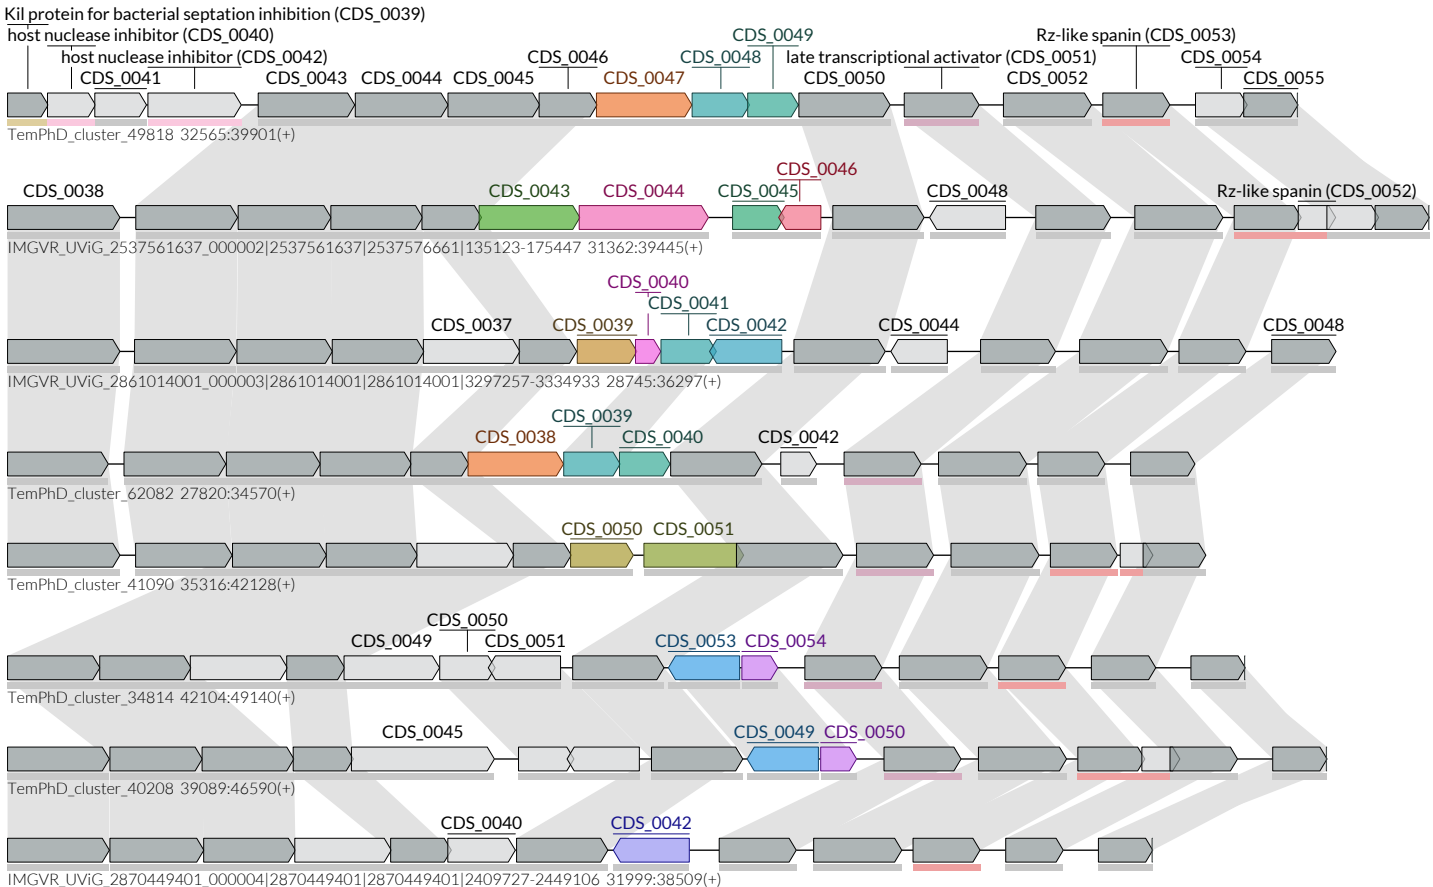 Kil protein for bacterial septation inhibition (CDS_0039)
host nuclease inhibitor (CDS_0040)
Rz-like spanin (CDS_0053)
CDS_0049
host nuclease inhibitor (CDS_0042)
CDS_0046
CDS_0048
late transcriptional activator (CDS_0051)
CDS_0054
CDS_0041
CDS_0043
CDS_0044
CDS_0045
CDS_0047
CDS_0050
CDS_0052
CDS_0055
TemPhD_cluster_49818 32565:39901(+)
CDS_0046
CDS_0038
CDS_0043
CDS_0044
CDS_0045
CDS_0048
Rz-like spanin (CDS_0052)
IMGVR_UViG_2537561637_000002|2537561637|2537576661|135123-175447 31362:39445(+)
CDS_0040
CDS_0041
CDS_0037
CDS_0039
CDS_0042
CDS_0044
CDS_0048
IMGVR_UViG_2861014001_000003|2861014001|2861014001|3297257-3334933 28745:36297(+)
CDS_0039
CDS_0038
CDS_0040
CDS_0042
TemPhD_cluster_62082 27820:34570(+)
CDS_0050
CDS_0051
TemPhD_cluster_41090 35316:42128(+)
CDS_0050
CDS_0049
CDS_0051
CDS_0053
CDS_0054
TemPhD_cluster_34814 42104:49140(+)
CDS_0045
CDS_0049
CDS_0050
TemPhD_cluster_40208 39089:46590(+)
CDS_0040
CDS_0042
IMGVR_UViG_2870449401_000004|2870449401|2870449401|2409727-2449106 31999:38509(+)